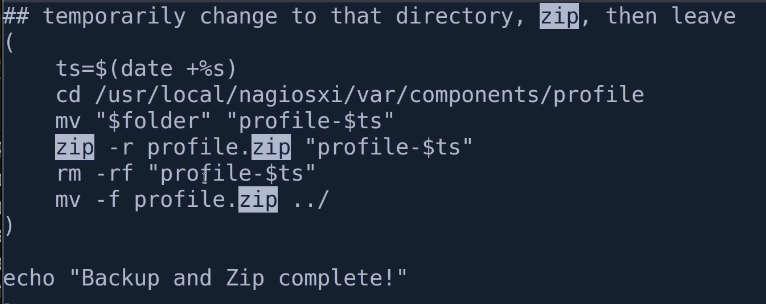 ## temporarily change to that directory, zip, then leave
(
    ts=$(date +%s)
    cd /usr/local/nagiosxi/var/components/profile
    mv "$folder" "profile-$ts"
    zip -r profile.zip "profile-$ts"
    rm -rf "profile-$ts"
    mv -f profile.zip ../
)

echo "Backup and Zip complete!"